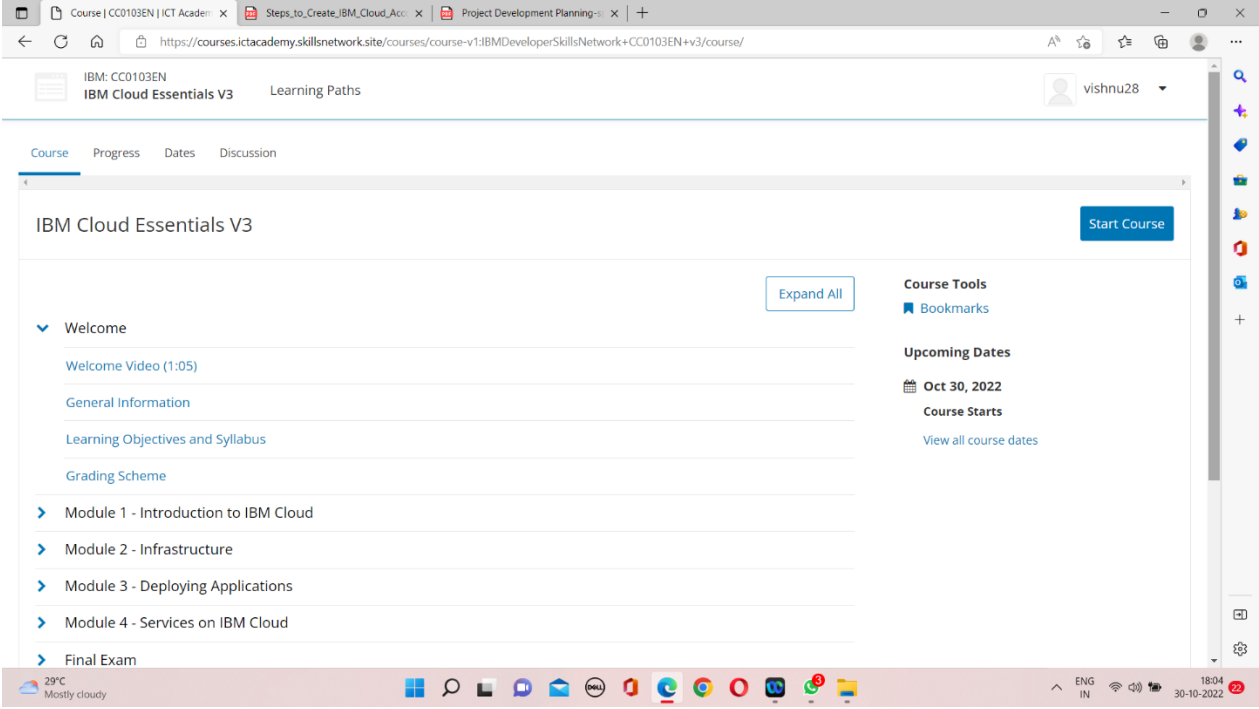 Course | CC0103EN | ICT Academ
Steps_to_Create_IBM_Cloud_Acc
Project Development Planning-s
https://courses.ictacademy.skillsnetwork.site/courses/course-v1:IBMDeveloperSkillsNetwork+CC0103EN+v3/course/
IBM: CC0103EN
IBM Cloud Essentials V3
Learning Paths
vishnu28
Course Progress Dates Discussion
IBM Cloud Essentials V3
Start Course
Expand All
Welcome
Welcome Video (1:05)
General Information
Learning Objectives and Syllabus
Grading Scheme
Module 1 - Introduction to IBM Cloud
Module 2 - Infrastructure
Module 3 - Deploying Applications
Module 4 - Services on IBM Cloud
Final Exam
Course Tools
Bookmarks
Upcoming Dates
Oct 30, 2022
Course Starts
View all course dates
29°C
Mostly cloudy
DELL
3
ENG
IN
18:04
30-10-2022
22